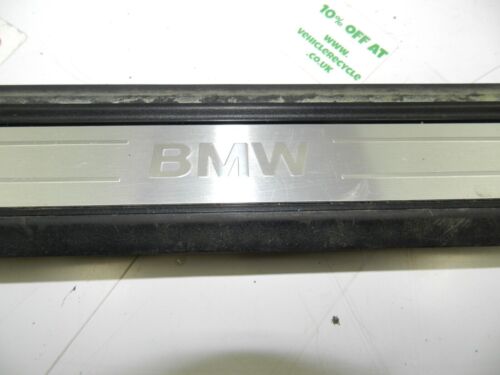 10% OFF AT
WWW.
VEHICLERECYCLE
.CO.UK
BMW